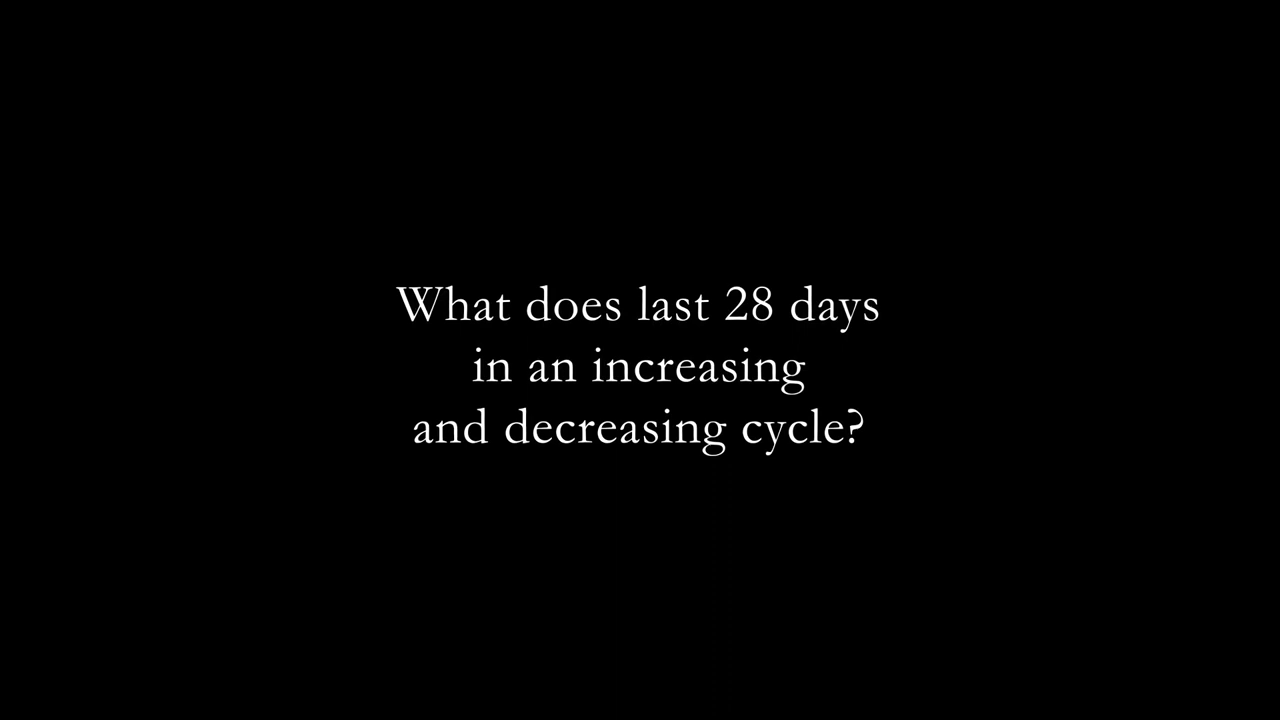 What does last 28 days
in an increasing
and decreasing cycle?